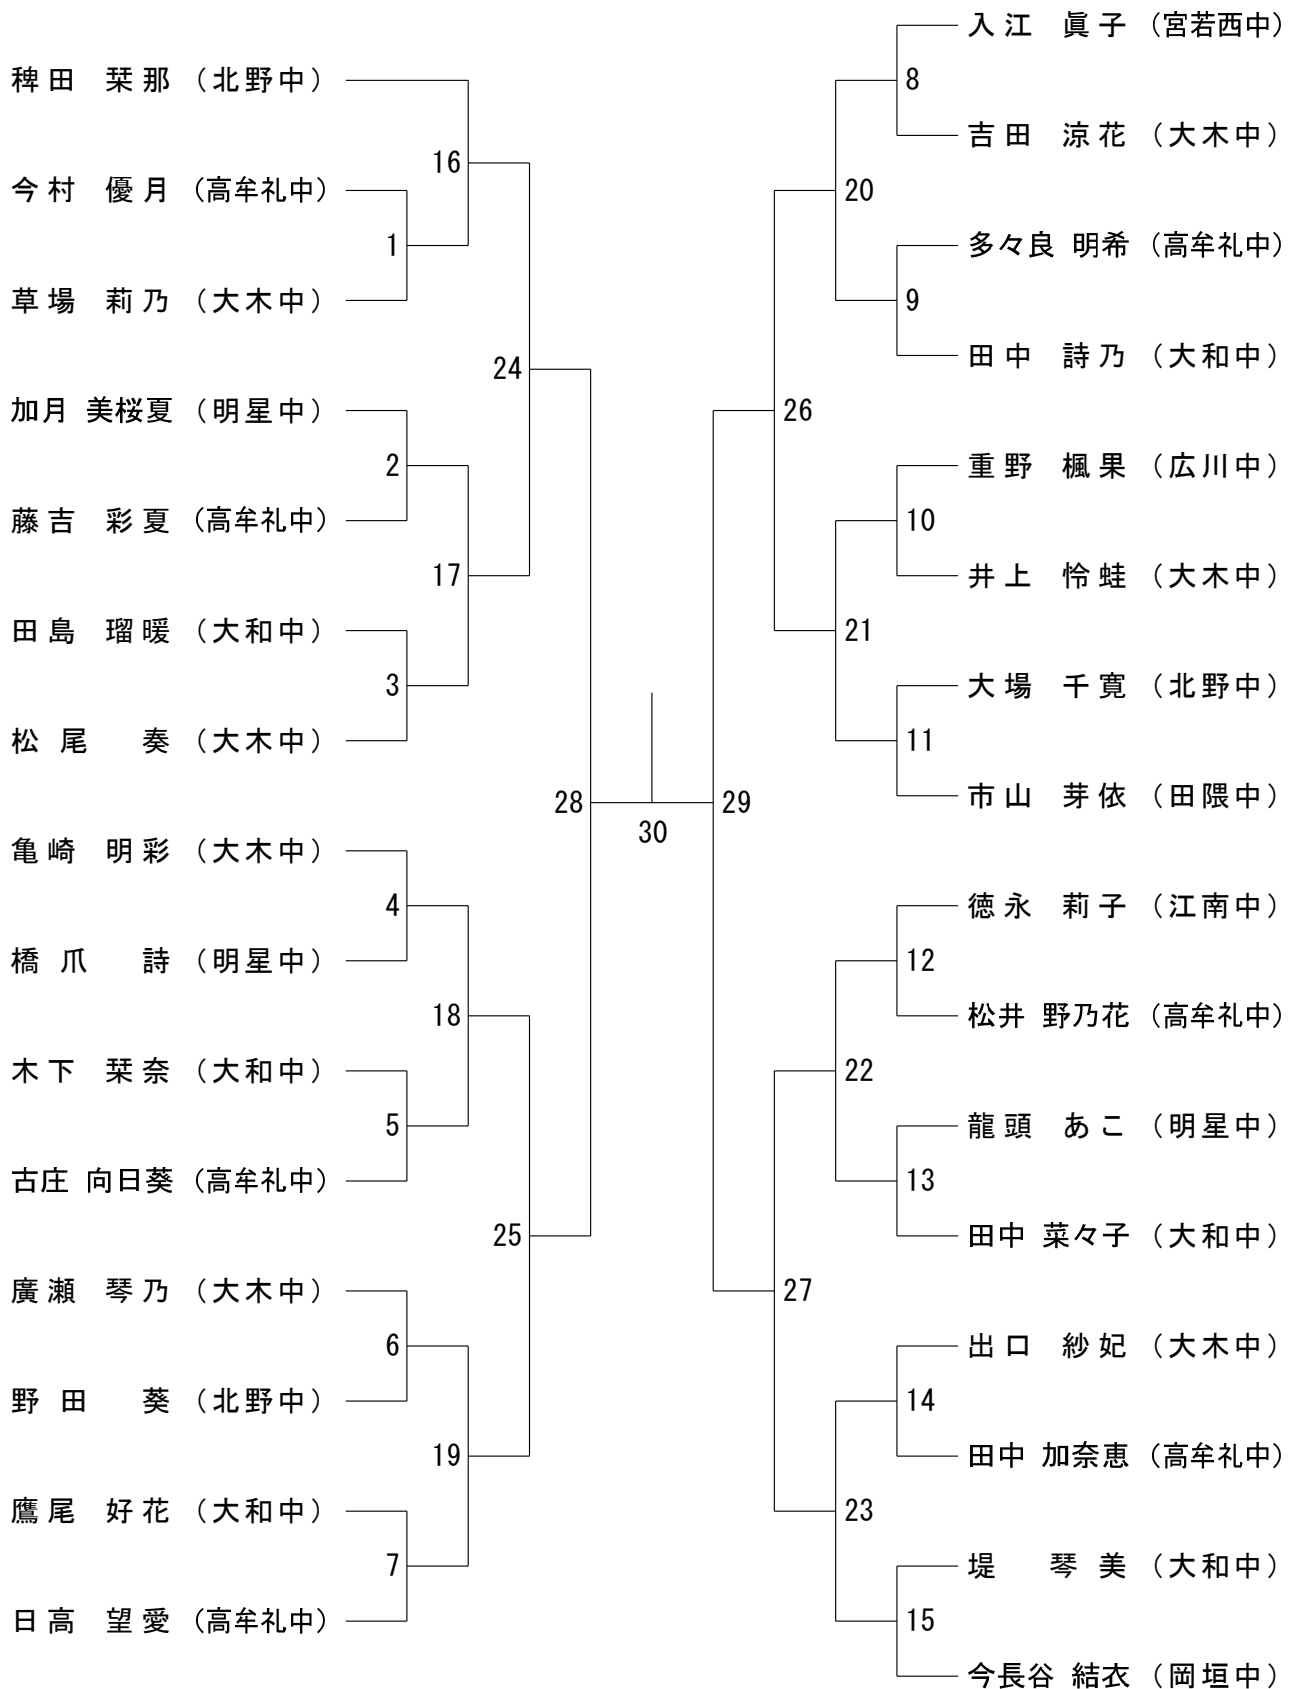 稗田 栞那 （北野中）
16
今村 優月 （高牟礼中）
1
草場 莉乃 （大木中）
24
加月 美桜夏 （明星中）
2
藤吉 彩夏 （高牟礼中）
17
田島 瑠暖 （大和中）
3
松尾 奏 （大木中）
28
亀崎 明彩 （大木中）
4
橋爪 詩 （明星中）
18
木下 栞奈 （大和中）
5
古庄 向日葵 （高牟礼中）
25
廣瀬 琴乃 （大木中）
6
野田 葵 （北野中）
19
鷹尾 好花 （大和中）
7
日高 望愛 （高牟礼中）
30
入江 眞子 （宮若西中）
8
吉田 涼花 （大木中）
20
多々良 明希 （高牟礼中）
9
田中 詩乃 （大和中）
26
重野 楓果 （広川中）
10
井上 怜蛙 （大木中）
21
大場 千寛 （北野中）
11
市山 芽依 （田隈中）
29
徳永 莉子 （江南中）
12
松井 野乃花 （高牟礼中）
22
龍頭 あこ （明星中）
13
田中 菜々子 （大和中）
27
出口 紗妃 （大木中）
14
田中 加奈恵 （高牟礼中）
23
堤 琴美 （大和中）
15
今長谷 結衣 （岡垣中）